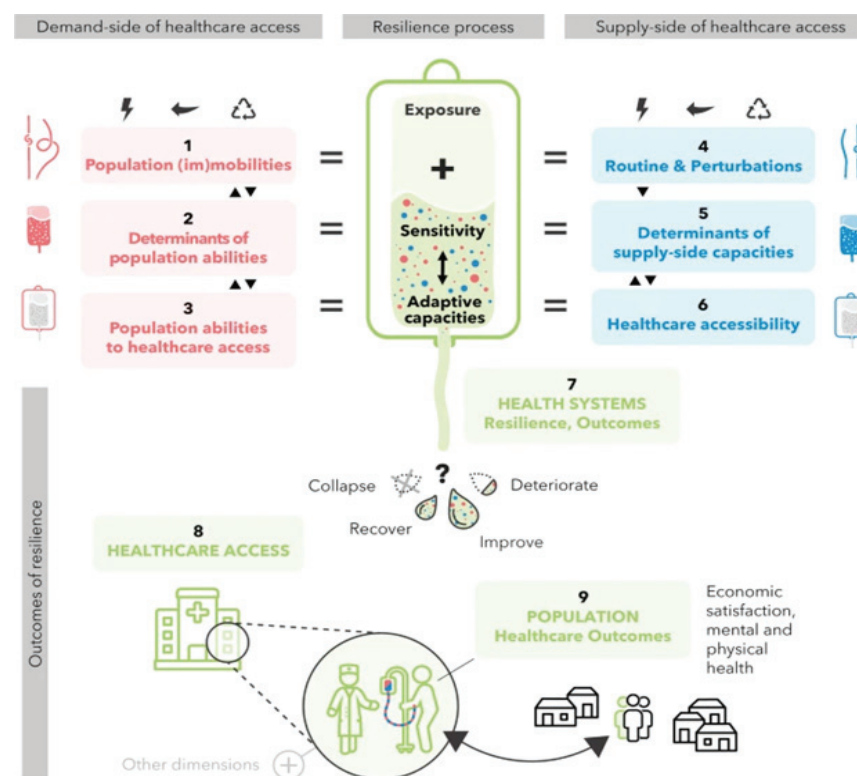 Demand-side of healthcare access
Resilience process
Supply-side of healthcare access
Exposure
+
Sensitivity
Adaptive
capacities
1
Population (im)mobilities
=
2
Determinants of
population abilities
=
3
Population abilities
to healthcare access
=
=
4
Routine & Perturbations
=
5
Determinants of
supply-side capacities
=
6
Healthcare accessibility
7
HEALTH SYSTEMS
Resilience, Outcomes
Outcomes of resilience
?
Collapse
Deteriorate
Recover
Improve
8
HEALTHCARE ACCESS
9
POPULATION
Healthcare Outcomes
Economic
satisfaction,
mental and
physical
health
Other dimensions +